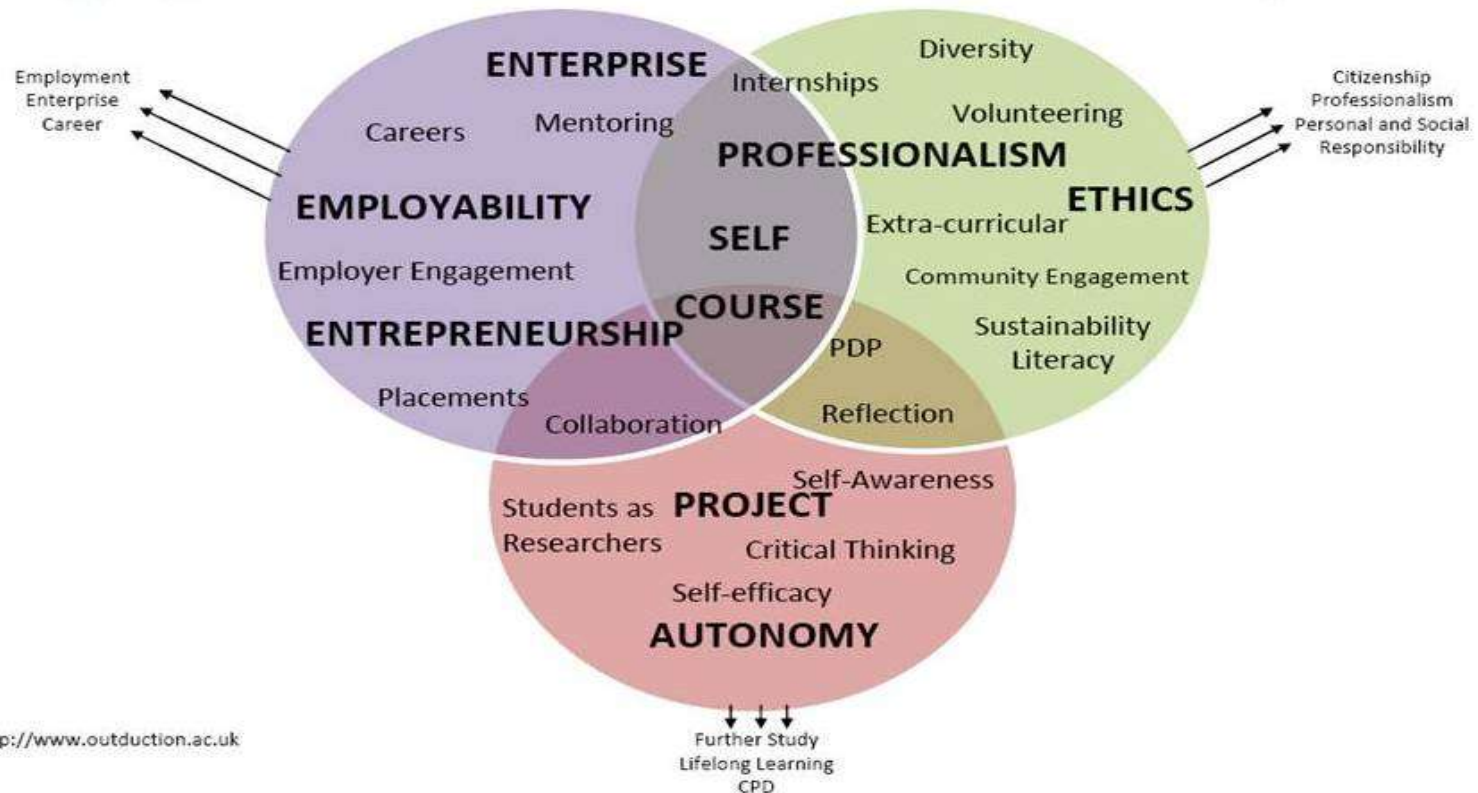 Employment
Enterprise
Career
ENTERPRISE
Careers
Mentoring
EMPLOYABILITY
Employer Engagement
ENTREPRENEURSHIP
Placements
Collaboration
Internships
Diversity
Volunteering
PROFESSIONALISM
ETHICS
Extra-curricular
Community Engagement
Sustainability
Literacy
Citizenship
Professionalism
Personal and Social
Responsibility
SELF
COURSE
PDP
Reflection
Self-Awareness
Students as
Researchers
PROJECT
Critical Thinking
Self-efficacy
AUTONOMY
Further Study
Lifelong Learning
CPD
p://www.outduction.ac.uk